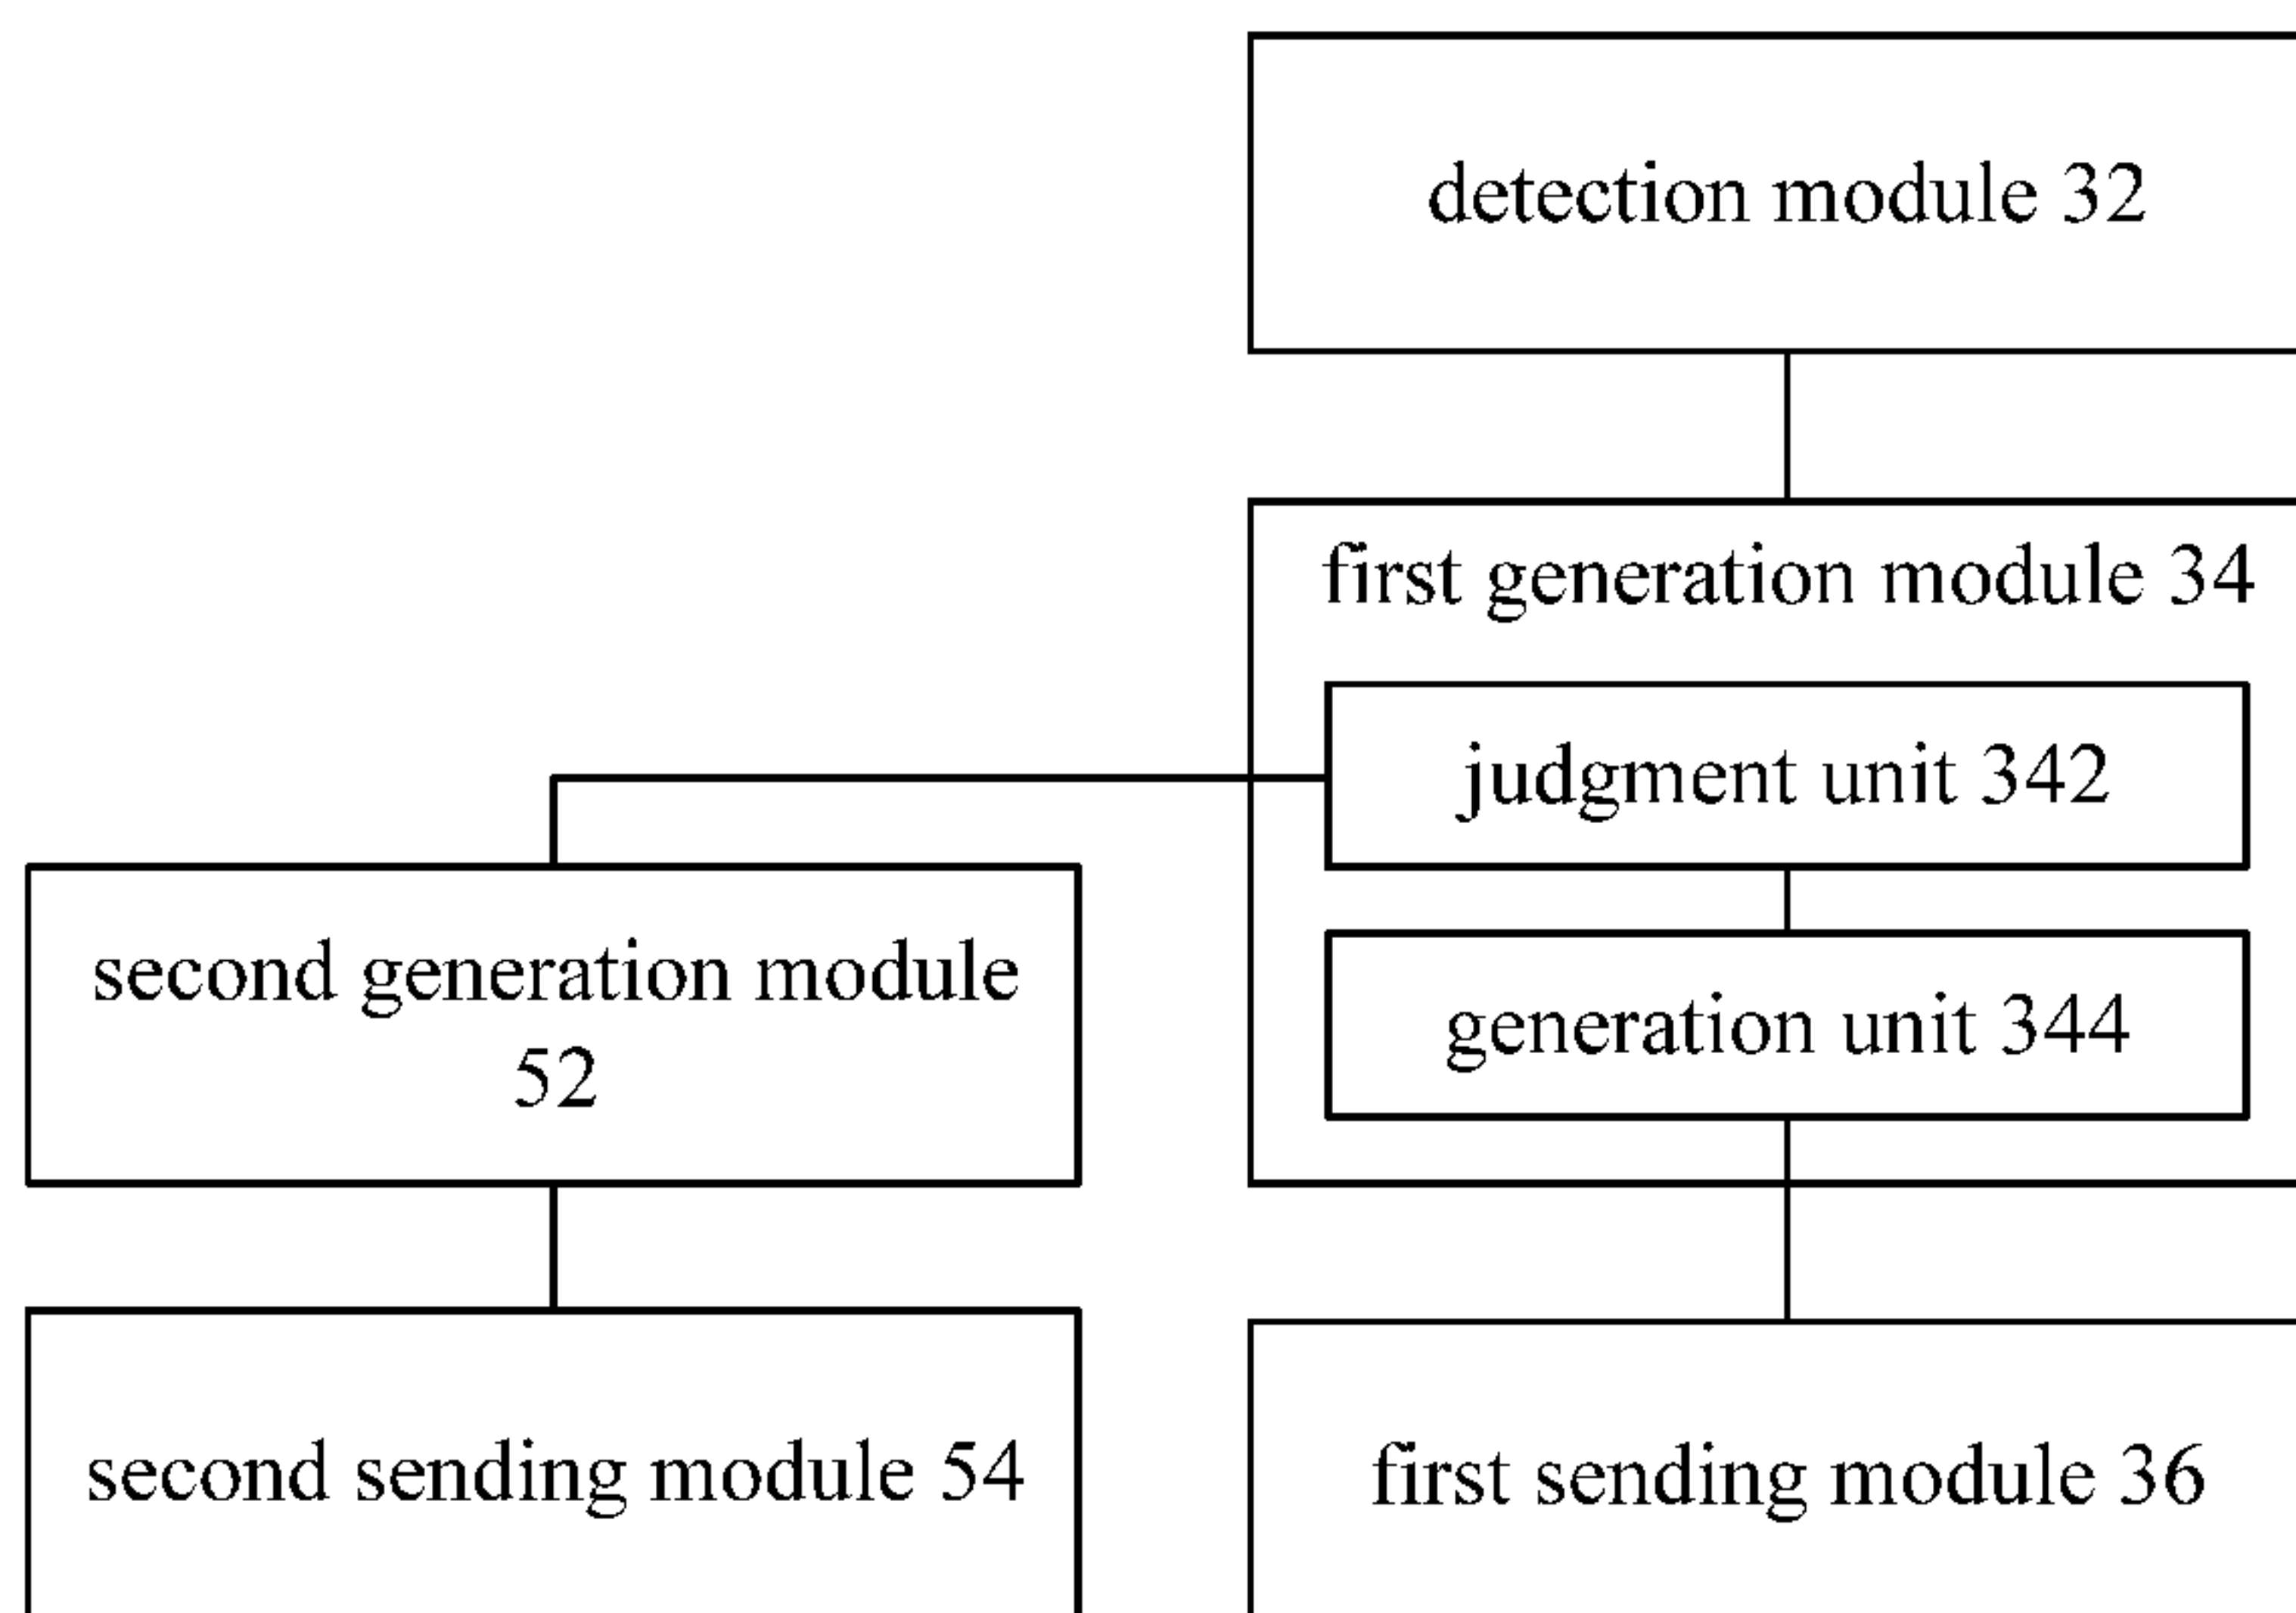 detection module 32
first generation module 34
judgment unit 342
generation unit 344
second generation module
52
second sending module 54
first sending module 36